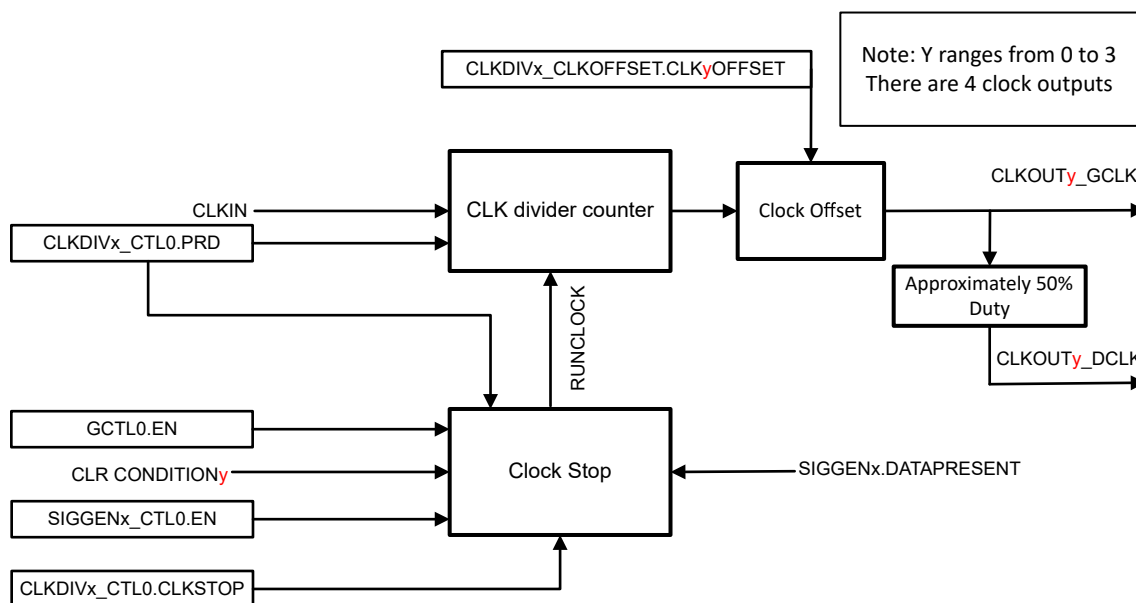 CLKDIVx_CLKOFFSET.CLKyOFFSET
Note: Y ranges from 0 to 3
There are 4 clock outputs
CLKIN
CLKDIVx_CTL0.PRD
CLK divider counter
Clock Offset
CLKOUTy_GCLK
Approximately 50%
Duty
CLKOUTy_DCLK
RUNCLOCK
GCTL0.EN
CLR CONDITIONy
SIGGENx_CTL0.EN
CLKDIVx_CTL0.CLKSTOP
Clock Stop
SIGGENx.DATAPRESENT